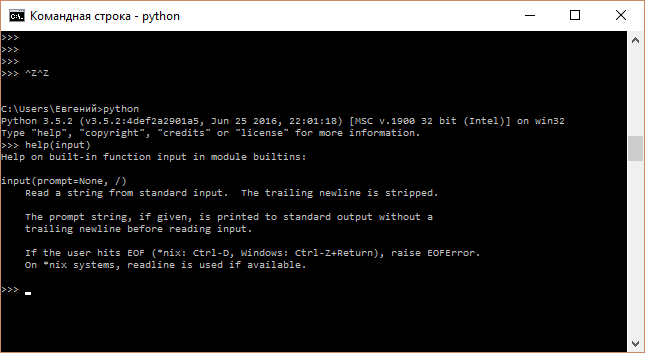 Командная строка - python
>>>
>>>
>>>
>>> ^Z^Z
C:\Users\Евгений>python
Python 3.5.2 (v3.5.2:4def2a2901a5, Jun 25 2016, 22:01:18) [MSC v.1900 32 bit (Intel)] on win32
Type "help", "copyright", "credits" or "license" for more information.
>>> help(input)
Help on built-in function input in module builtins:
input(prompt=None, /)
Read a string from standard input.  The trailing newline is stripped.
The prompt string, if given, is printed to standard output without a
trailing newline before reading input.
If the user hits EOF (*nix: Ctrl-D, Windows: Ctrl-Z+Return), raise EOFError.
On *nix systems, readline is used if available.
>>>